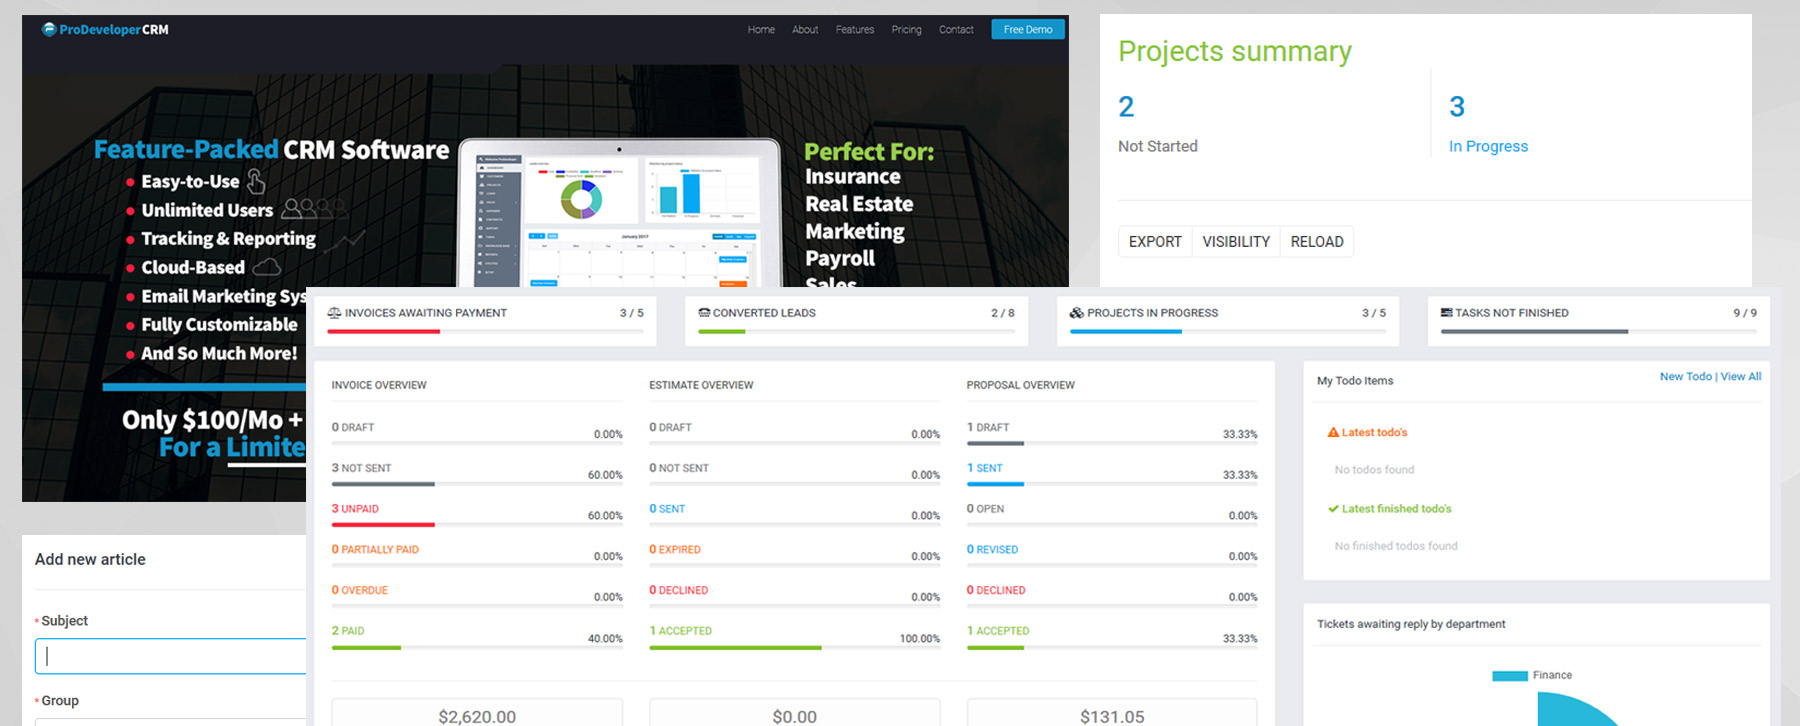 ProDeveloperCRM
Home About Features Pricing Contact Free Demo
Feature-Packed CRM Software
Easy-to-Use
Unlimited Users
Tracking & Reporting
Cloud-Based
Email Marketing Sys
Fully Customizable
And So Much More!
Only $100/Mo +
For a Limite
January 2017
Perfect For:
Insurance
Real Estate
Marketing
Payroll
Sales
Projects summary
2
Not Started
3
In Progress
EXPORT VISIBILITY RELOAD
INVOICES AWAITING PAYMENT 3 / 5
CONVERTED LEADS 2 / 8
PROJECTS IN PROGRESS 3 / 5
TASKS NOT FINISHED 9 / 9
INVOICE OVERVIEW
0 DRAFT 0.00%
3 NOT SENT 60.00%
3 UNPAID 60.00%
0 PARTIALLY PAID 0.00%
0 OVERDUE 0.00%
2 PAID 40.00%
$2,620.00
ESTIMATE OVERVIEW
0 DRAFT 0.00%
0 NOT SENT 0.00%
0 SENT 0.00%
0 EXPIRED 0.00%
0 DECLINED 0.00%
1 ACCEPTED 100.00%
$0.00
PROPOSAL OVERVIEW
1 DRAFT 33.33%
1 SENT 33.33%
0 OPEN 0.00%
0 REVISED 0.00%
0 DECLINED 0.00%
1 ACCEPTED 33.33%
$131.05
My Todo Items New Todo | View All
Latest todo's
No todos found
Latest finished todo's
No finished todos found
Tickets awaiting reply by department
Finance
Add new article
* Subject
* Group